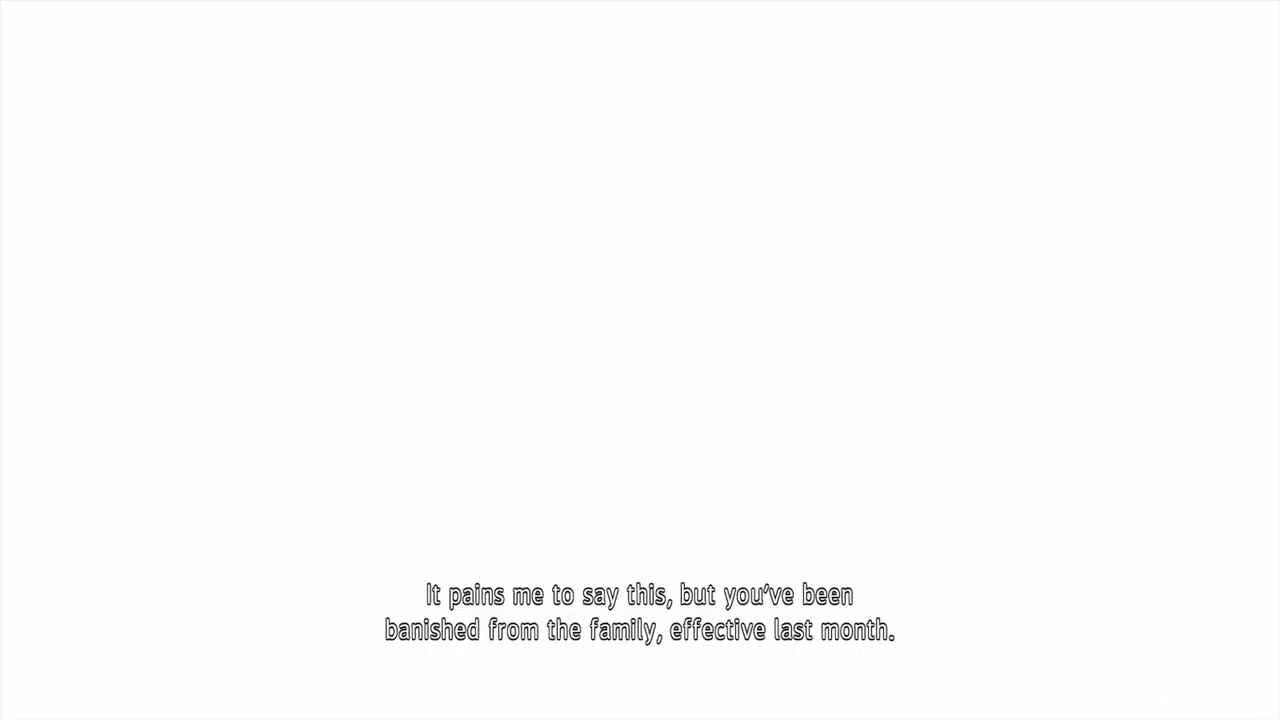 It pains me to say this, but you've been
banished from the family, effective last month.